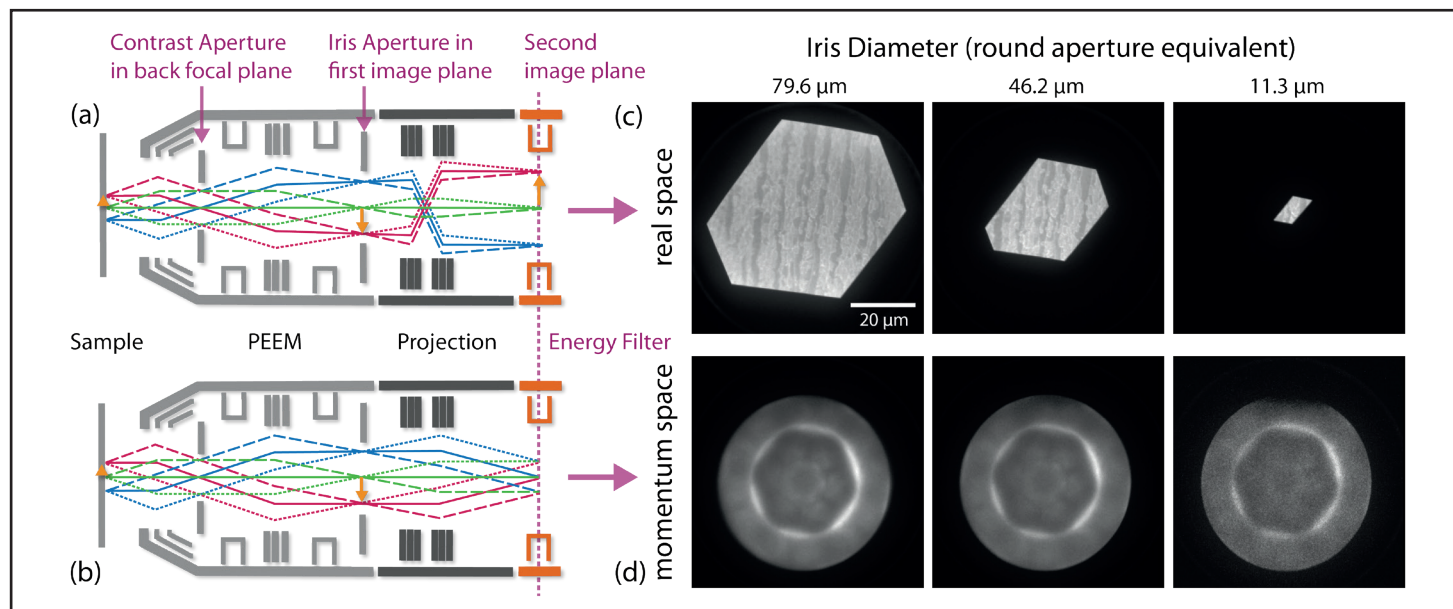 Contrast Aperture
in back focal plane
Iris Aperture in
first image plane
Second
image plane
(a)
Sample
PEEM
Projection
Energy Filter
(b)
Iris Diameter (round aperture equivalent)
79.6 µm
46.2 µm
11.3 µm
(c)
real space
20 µm
momentum space
(d)